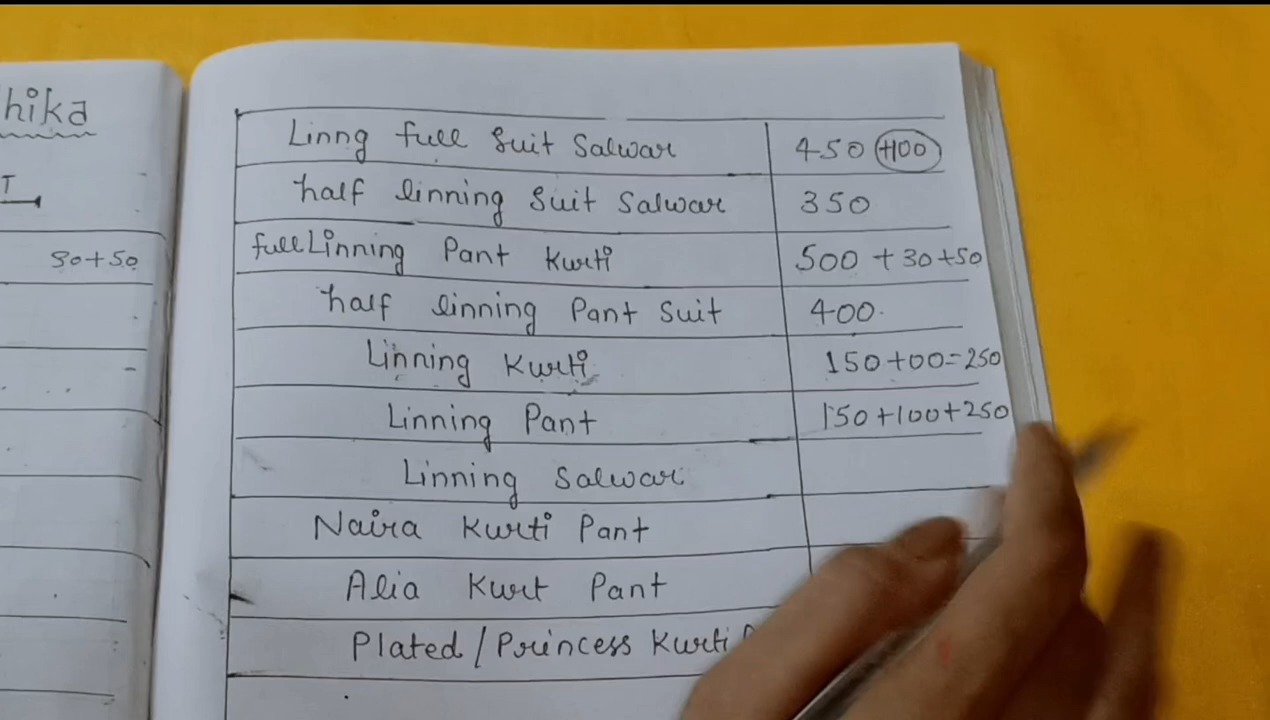 hika
I
30+50
Linng full Suit Salwar 450 +100
half linning Suit Salwar 350
full Linning Pant Kurti 500 + 30+50
half linning Pant Suit 400
Linning Kurti 150+00=250
Linning Pant 150+100+250
Linning Salwar
Naira Kurti Pant
Alia Kurt Pant
Plated / Princess Kurti